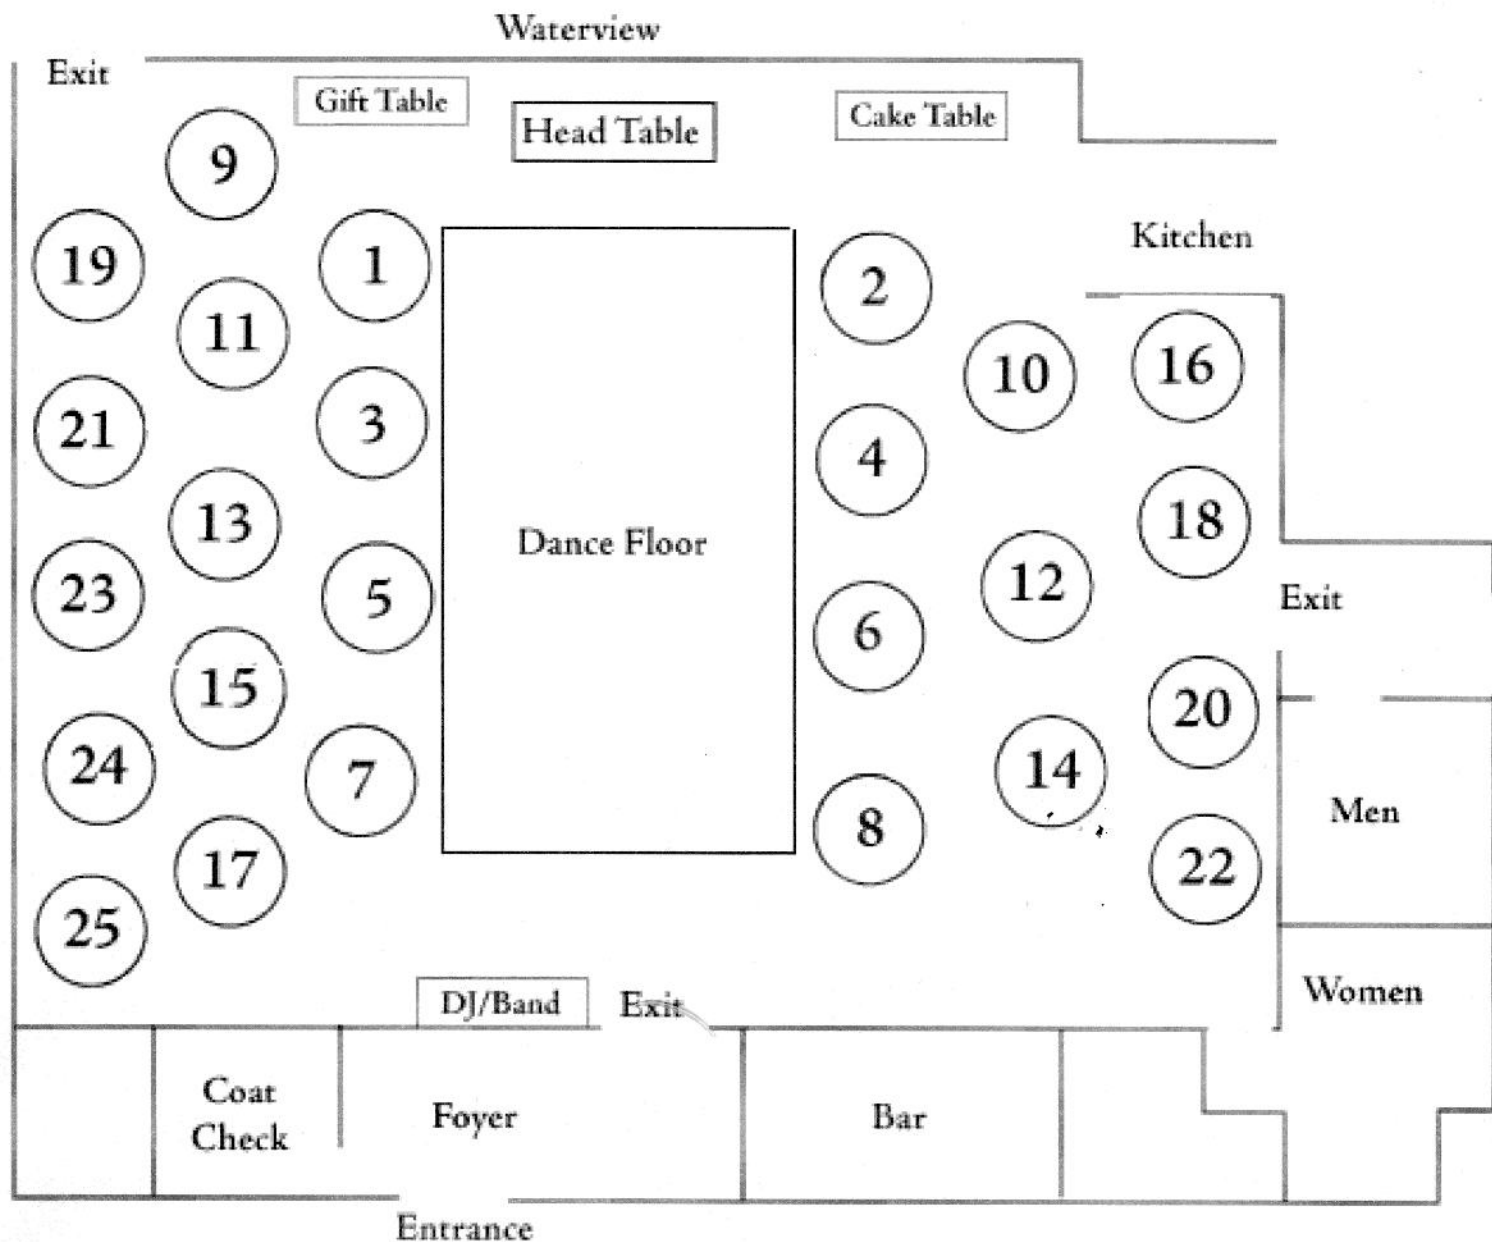 Waterview
Exit
Gift Table
Head Table
Cake Table
9
19
1
2
Kitchen
11
10
16
21
3
4
13
18
Dance Floor
23
5
12
Exit
6
15
20
24
7
14
Men
8
17
22
25
Women
DJ/Band
Exit
Coat
Check
Foyer
Bar
Entrance